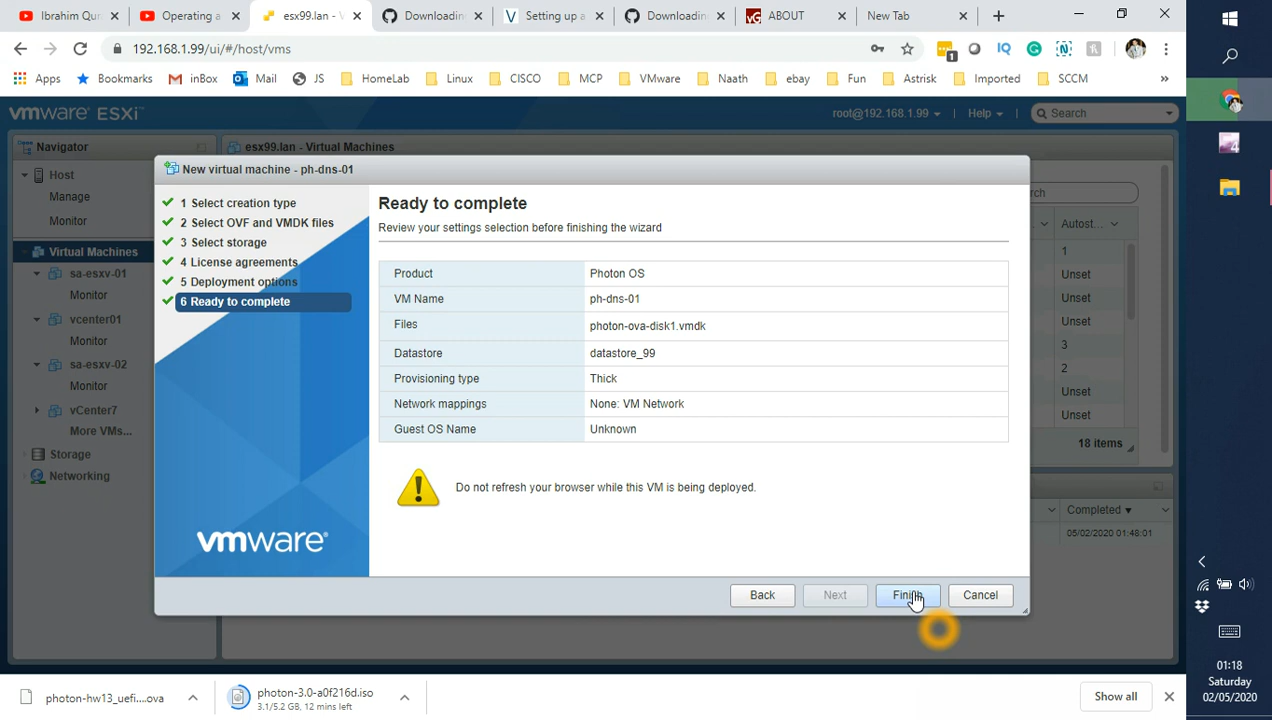 Ibrahim Qur
Operating a
esx99.lan - V
Downloading
Setting up a
Downloading
ABOUT
New Tab
192.168.1.99/ui/#/host/vms
Apps
Bookmarks
inBox
Mail
JS
HomeLab
Linux
CISCO
MCP
VMware
Naath
ebay
Fun
Astrisk
Imported
SCCM
vmware ESXi
root@192.168.1.99
Help
Search
Navigator
esx99.lan - Virtual Machines
Host
Manage
Monitor
Virtual Machines
sa-esxv-01
Monitor
vcenter01
Monitor
sa-esxv-02
Monitor
vCenter7
More VMs...
Storage
Networking
New virtual machine - ph-dns-01
1 Select creation type
2 Select OVF and VMDK files
3 Select storage
4 License agreements
5 Deployment options
6 Ready to complete
vmware
Ready to complete
Review your settings selection before finishing the wizard
Product Photon OS
VM Name ph-dns-01
Files photon-ova-disk1.vmdk
Datastore datastore_99
Provisioning type Thick
Network mappings None: VM Network
Guest OS Name Unknown
Do not refresh your browser while this VM is being deployed.
Back
Next
Finish
Cancel
rch
Autost...
1
Unset
Unset
Unset
3
2
Unset
Unset
18 items
Completed
05/02/2020 01:48:01
photon-hw13_uefi....ova
photon-3.0-a0f216d.iso
3.1/5.2 GB, 12 mins left
Show all
01:18
Saturday
02/05/2020